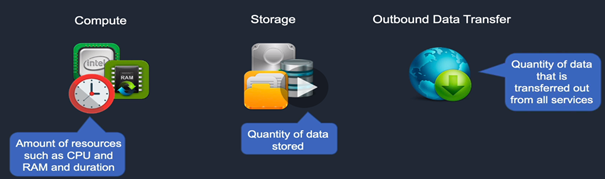 Compute
Storage
Outbound Data Transfer
intel
RAM
Amount of resources
such as CPU and
RAM and duration
Quantity of data
stored
Quantity of data
that is
transferred out
from all services